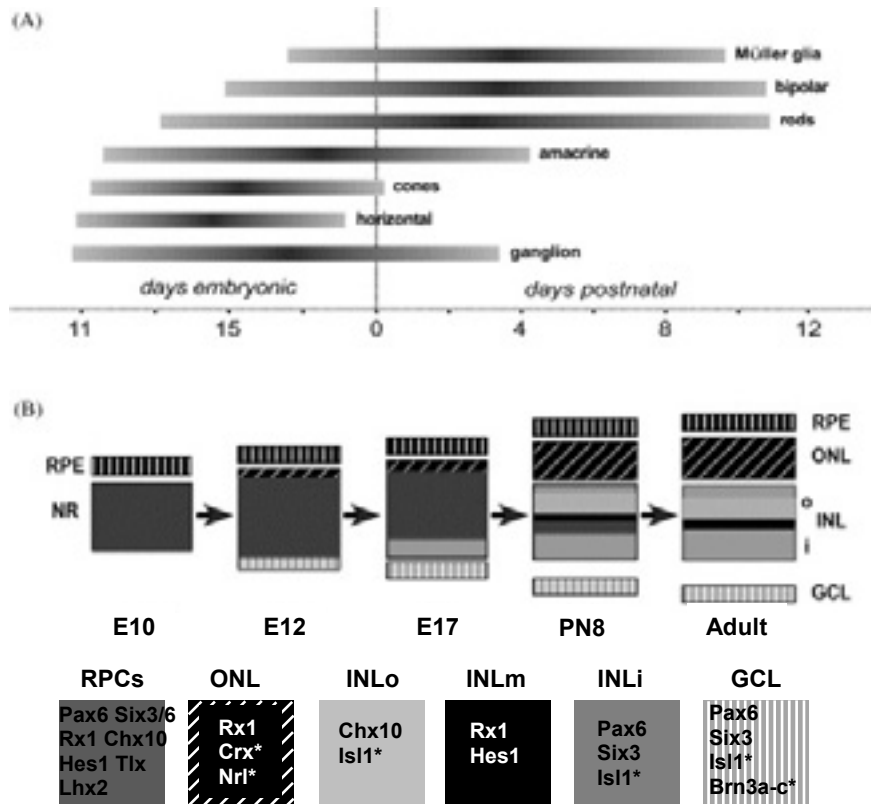 (A)
Müller glia
bipolar
rods
amacrine
cones
horizontal
ganglion
days embryonic days postnatal
11 15 0 4 8 12
(B)
RPE
ONL
RPE
NR
o
INL
i
GCL
E10 E12 E17 PN8 Adult
RPCs ONL INLo INLm INLi GCL
Pax6 Six3/6
Rx1 Chx10
Hes1 Tlx
Lhx2
Rx1
Crx*
Nrl*
Chx10
Isl1*
Rx1
Hes1
Pax6
Six3
Isl1*
Pax6
Six3
Isl1*
Brn3a-c*